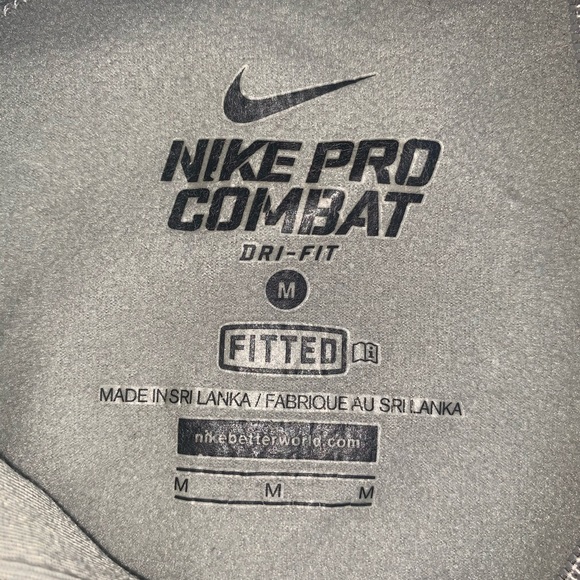 NIKE PRO
COMBAT
DRI-FIT
M
FITTED
MADE IN SRI LANKA / FABRIQUE AU SRI LANKA
nikebetterworld.com
M M M